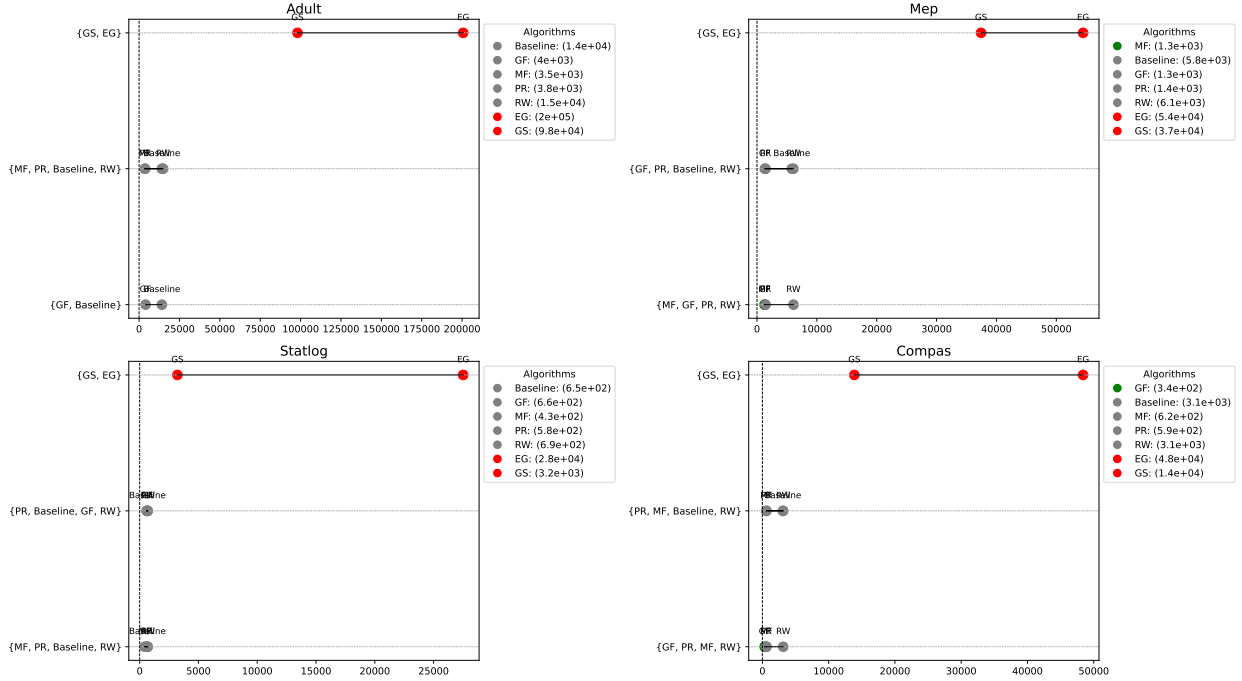 Adult
GS EG
{GS, EG}
Baseline
RW
{MF, PR, Baseline, RW}
GF
Baseline
{GF, Baseline}
0 25000 50000 75000 100000 125000 150000 175000 200000
Algorithms
Baseline: (1.4e+04)
GF: (4e+03)
MF: (3.5e+03)
PR: (3.8e+03)
RW: (1.5e+04)
EG: (2e+05)
GS: (9.8e+04)
Mep
GS EG
{GS, EG}
Baseline
RW
{GF, PR, Baseline, RW}
RW
{MF, GF, PR, RW}
0 10000 20000 30000 40000 50000
Algorithms
MF: (1.3e+03)
Baseline: (5.8e+03)
GF: (1.3e+03)
PR: (1.4e+03)
RW: (6.1e+03)
EG: (5.4e+04)
GS: (3.7e+04)
Statlog
GS EG
{GS, EG}
Baseline
{PR, Baseline, GF, RW}
Baseline
{MF, PR, Baseline, RW}
0 5000 10000 15000 20000 25000
Algorithms
Baseline: (6.5e+02)
GF: (6.6e+02)
MF: (4.3e+02)
PR: (5.8e+02)
RW: (6.9e+02)
EG: (2.8e+04)
GS: (3.2e+03)
Compas
GS EG
{GS, EG}
Baseline
RW
{PR, MF, Baseline, RW}
RW
{GF, PR, MF, RW}
0 10000 20000 30000 40000 50000
Algorithms
GF: (3.4e+02)
Baseline: (3.1e+03)
MF: (6.2e+02)
PR: (5.9e+02)
RW: (3.1e+03)
EG: (4.8e+04)
GS: (1.4e+04)